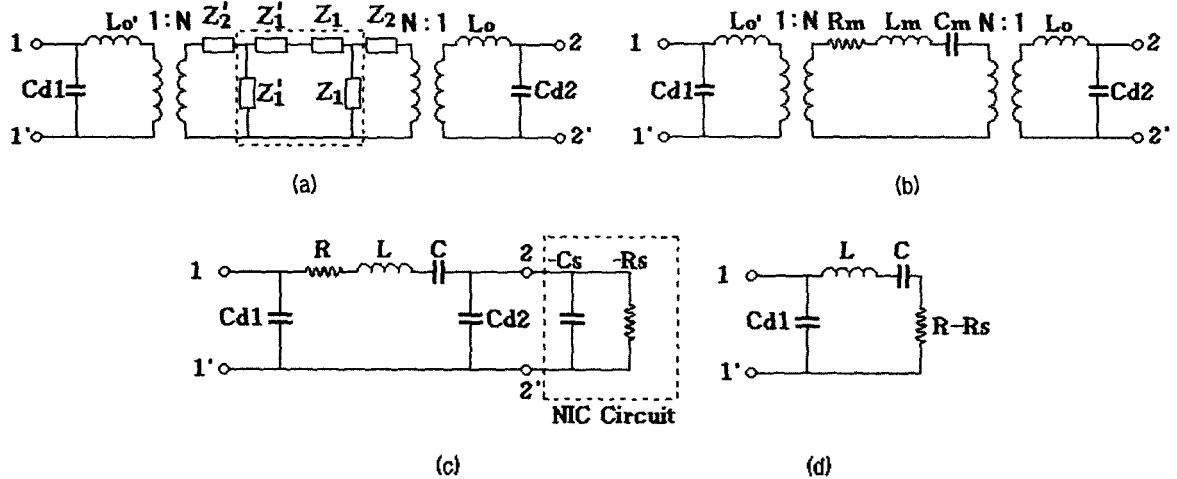 Lo' 1:N Z2' Z1' Z1 Z2 N:1 Lo
1 2
Cd1 Z1' Z1 Cd2
1' 2'
(a)
Lo' 1:N Rm Lm Cm N:1 Lo
1 2
Cd1 Cd2
1' 2'
(b)
R L C 2 -Cs -Rs
1
Cd1 Cd2
1' 2'
NIC Circuit
(c)
L C
1
Cd1 R-Rs
1'
(d)